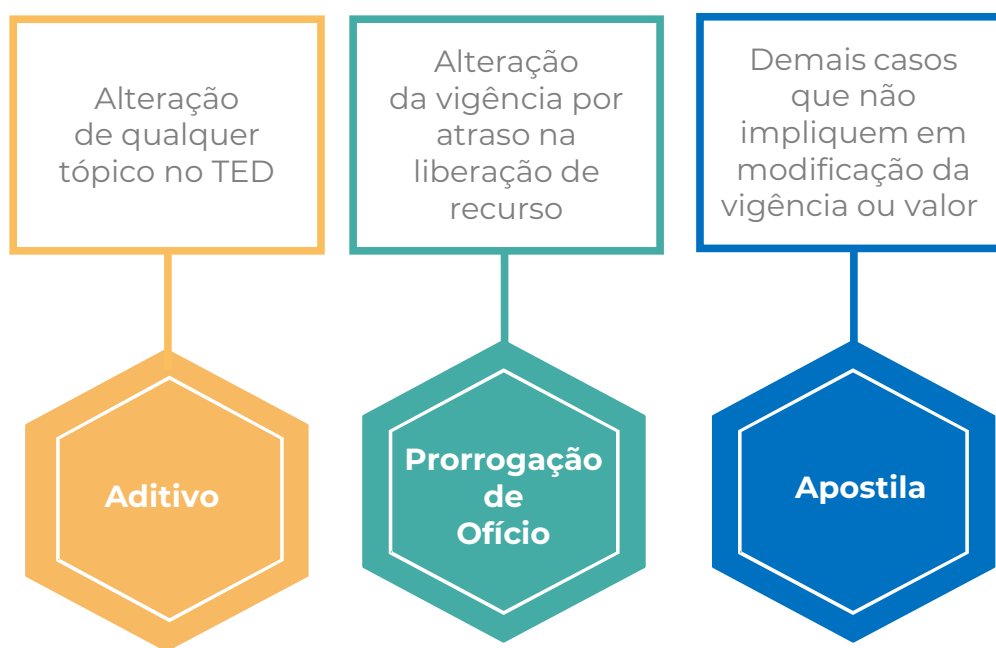 Alteração
de qualquer
tópico no TED
Alteração
da vigência por
atraso na
liberação de
recurso
Demais casos
que não
impliquem em
modificação da
vigência ou valor
Aditivo
Prorrogação
de
Ofício
Apostila